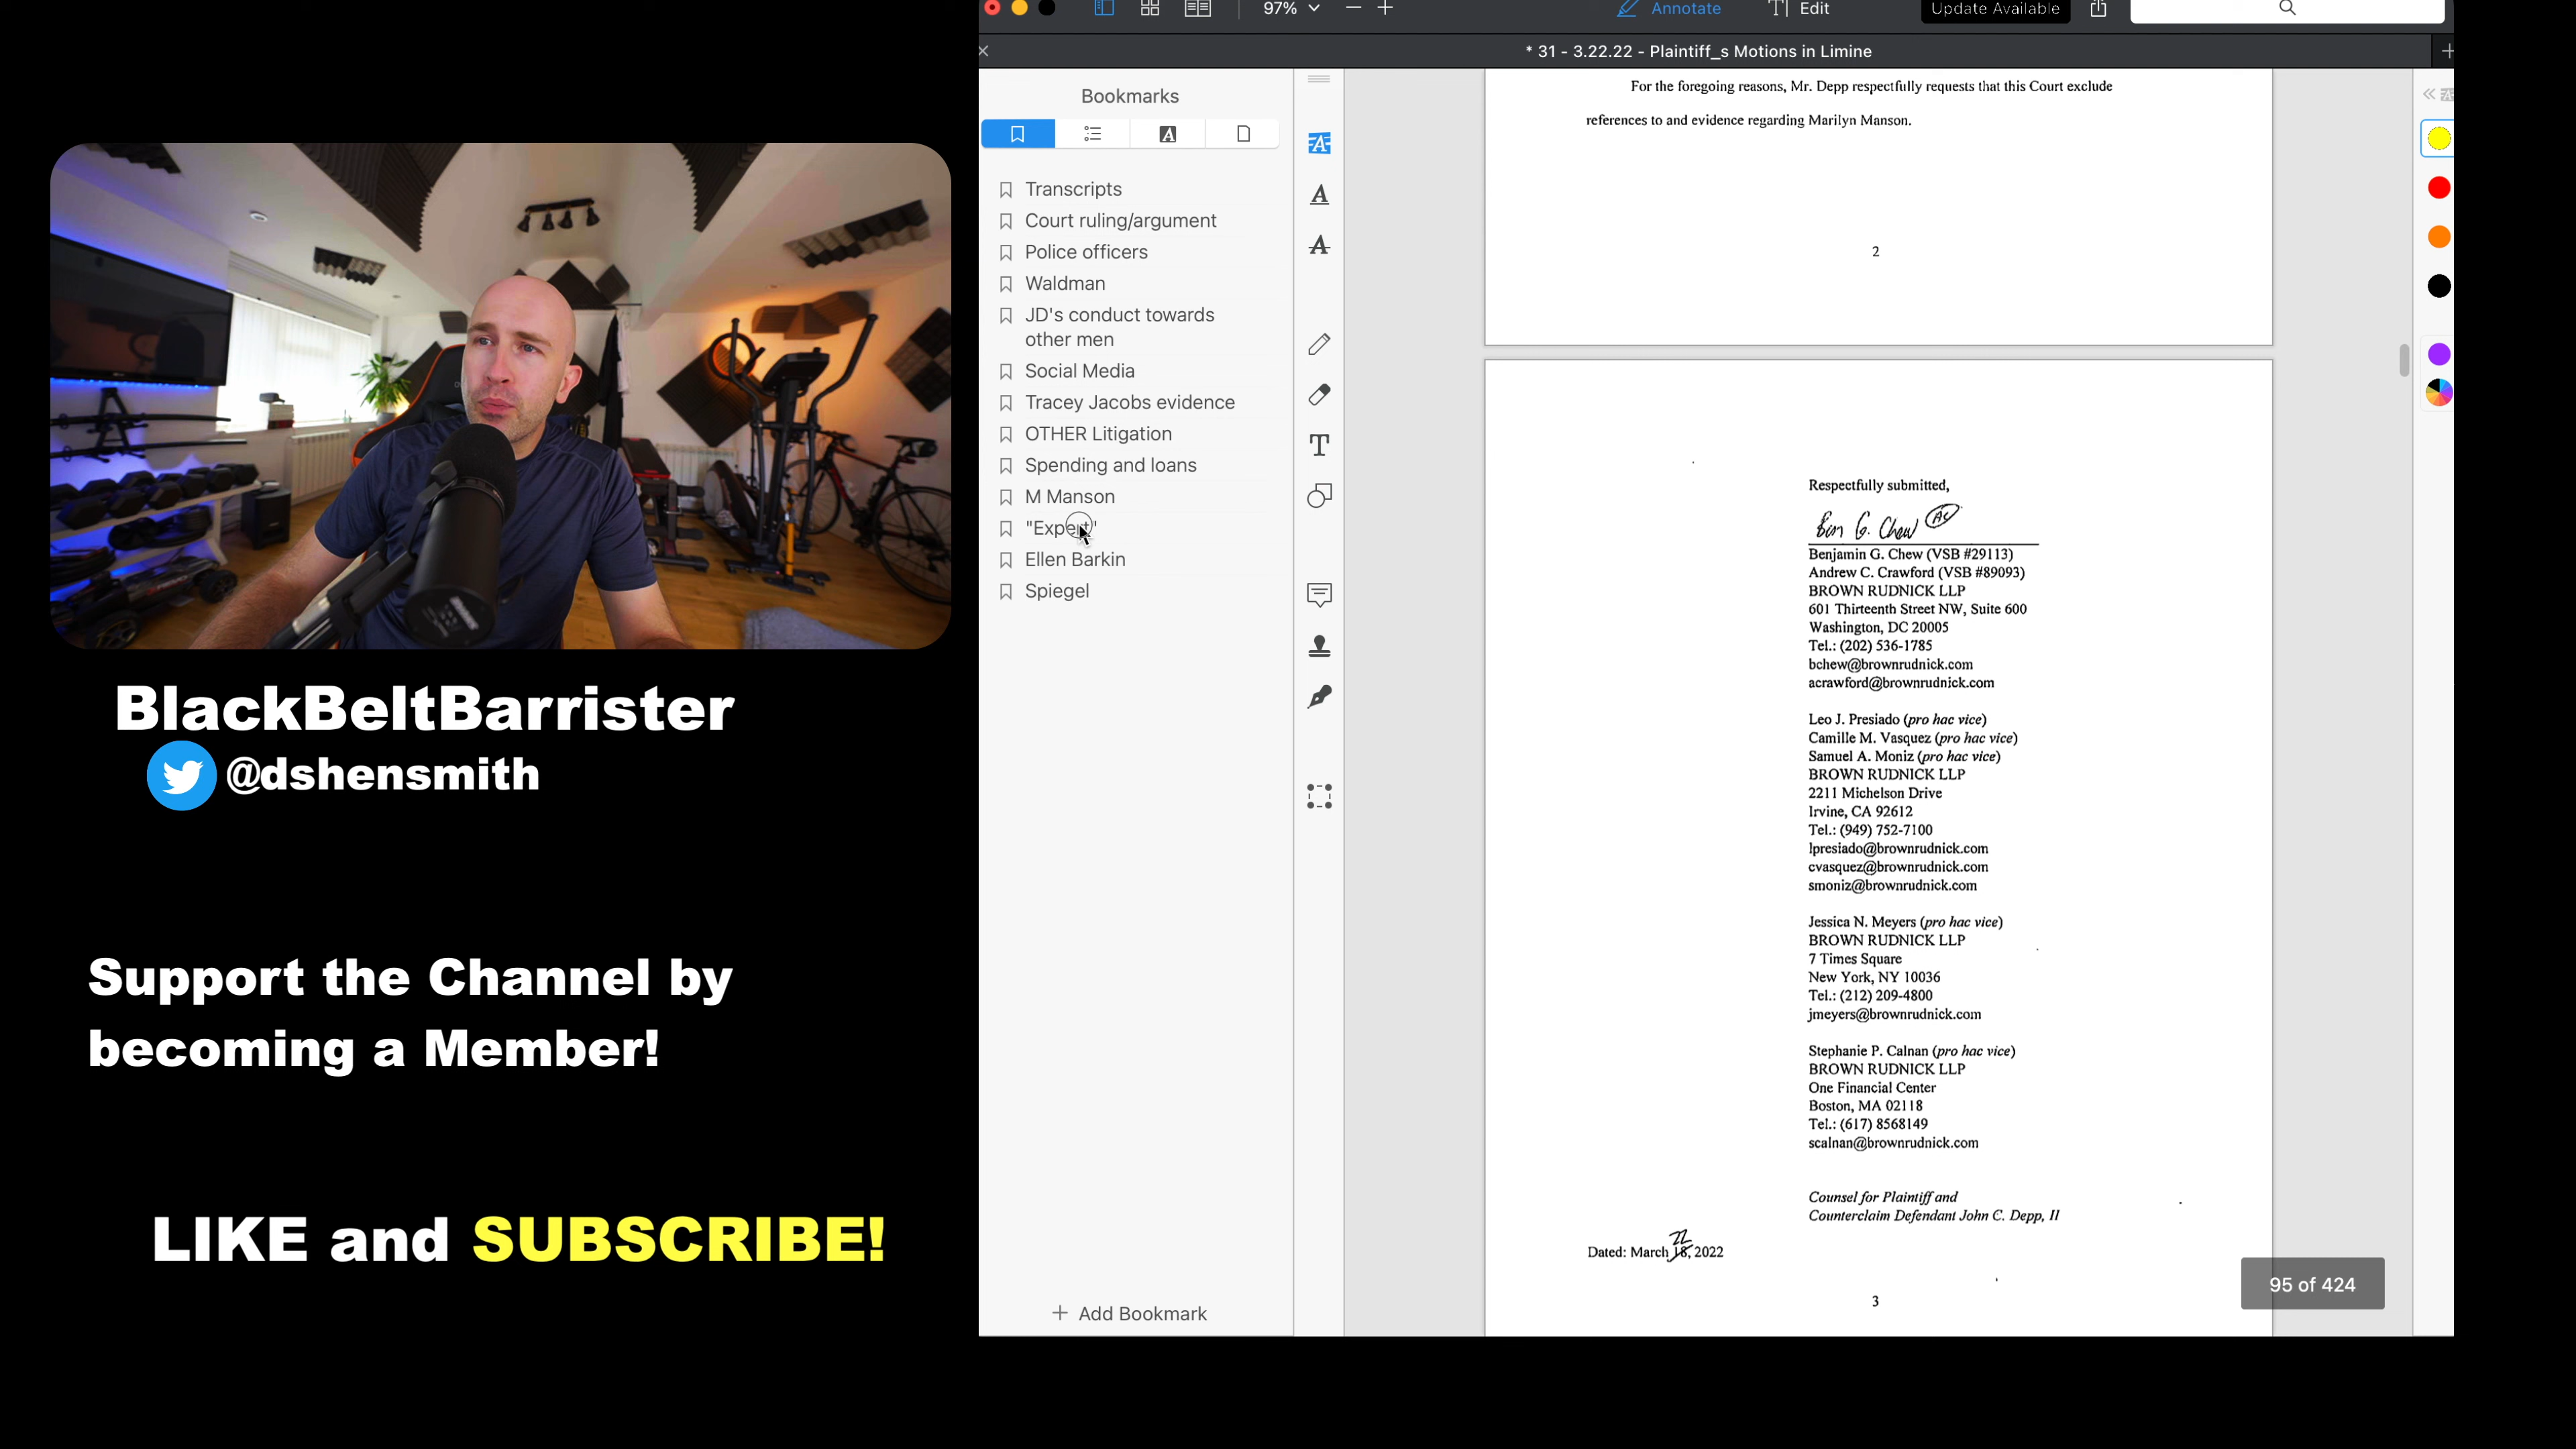 97%
Annotate
Edit
Update Available
* 31 - 3.22.22 - Plaintiff_s Motions in Limine
Bookmarks
Transcripts
Court ruling/argument
Police officers
Waldman
JD's conduct towards
other men
Social Media
Tracey Jacobs evidence
OTHER Litigation
Spending and loans
M Manson
"Expert"
Ellen Barkin
Spiegel
+ Add Bookmark
For the foregoing reasons, Mr. Depp respectfully requests that this Court exclude
references to and evidence regarding Marilyn Manson.
2
Respectfully submitted,
Ben G. Chew (AC)
Benjamin G. Chew (VSB #29113)
Andrew C. Crawford (VSB #89093)
BROWN RUDNICK LLP
601 Thirteenth Street NW, Suite 600
Washington, DC 20005
Tel.: (202) 536-1785
bchew@brownrudnick.com
acrawford@brownrudnick.com
Leo J. Presiado (pro hac vice)
Camille M. Vasquez (pro hac vice)
Samuel A. Moniz (pro hac vice)
BROWN RUDNICK LLP
2211 Michelson Drive
Irvine, CA 92612
Tel.: (949) 752-7100
lpresiado@brownrudnick.com
cvasquez@brownrudnick.com
smoniz@brownrudnick.com
Jessica N. Meyers (pro hac vice)
BROWN RUDNICK LLP
7 Times Square
New York, NY 10036
Tel.: (212) 209-4800
jmeyers@brownrudnick.com
Stephanie P. Calnan (pro hac vice)
BROWN RUDNICK LLP
One Financial Center
Boston, MA 02118
Tel.: (617) 8568149
scalnan@brownrudnick.com
Counsel for Plaintiff and
Counterclaim Defendant John C. Depp, II
22
Dated: March 18, 2022
3
95 of 424
BlackBeltBarrister
@dshensmith
Support the Channel by
becoming a Member!
LIKE and SUBSCRIBE!